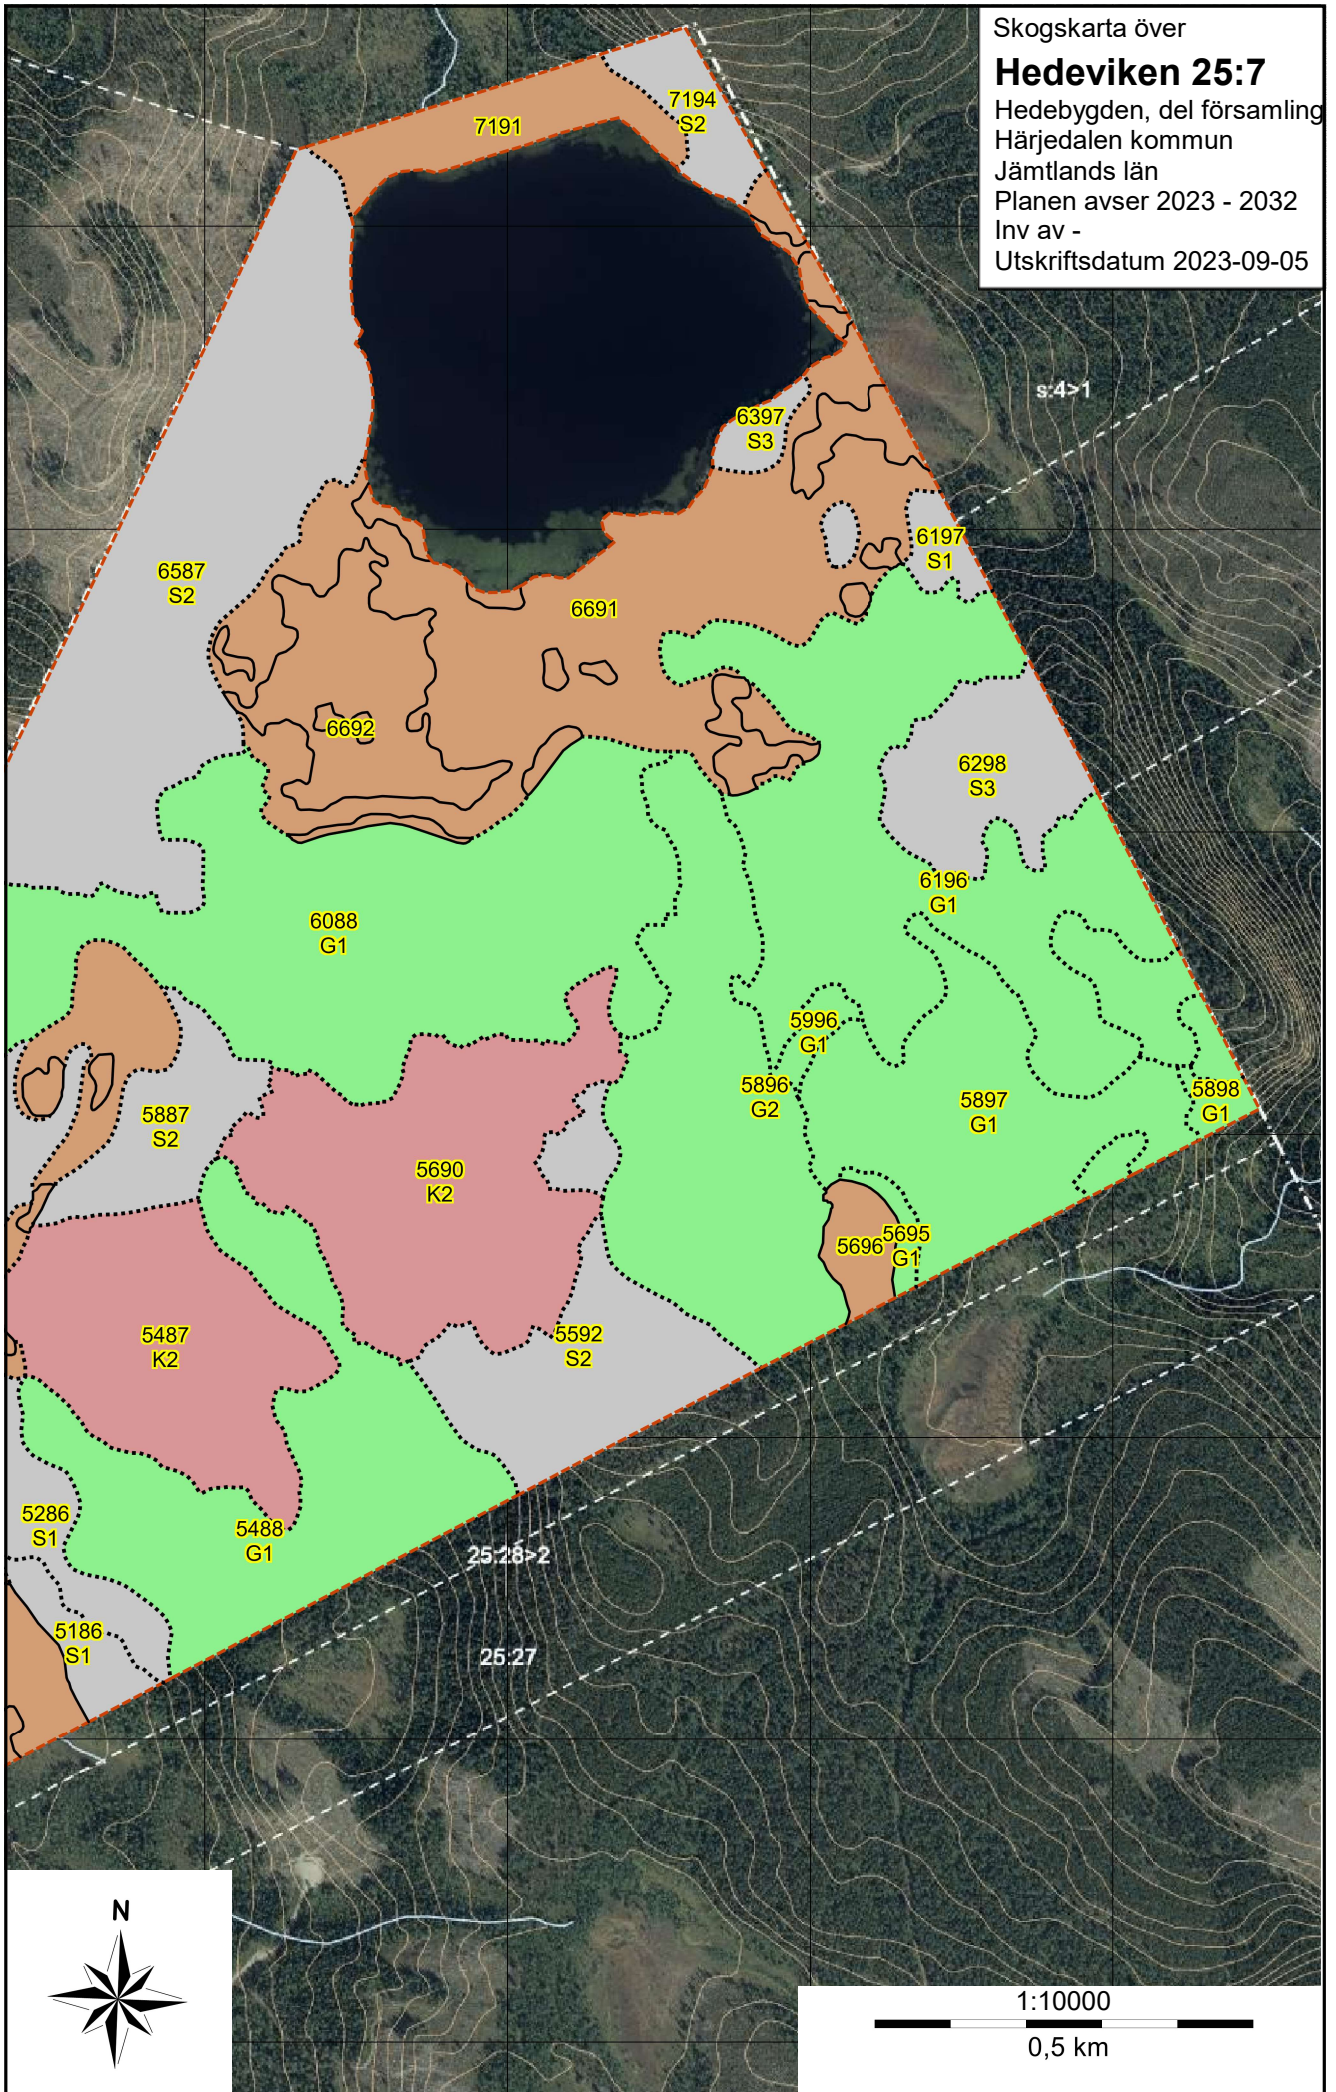 Skogskarta över
Hedeviken 25:7
Hedebygden, del församling
Härjedalen kommun
Jämtlands län
Planen avser 2023 - 2032
Inv av -
Utskriftsdatum 2023-09-05
7194
S2
7191
s:4>1
6397
S3
6197
S1
6587
S2
6691
6692
6298
S3
6196
G1
6088
G1
5996
G1
5896
G2
5897
G1
5898
G1
5887
S2
5690
K2
5695
G1
5696
5487
K2
5592
S2
5286
S1
5488
G1
25:28>2
5186
S1
25:27
N
1:10000
0,5 km